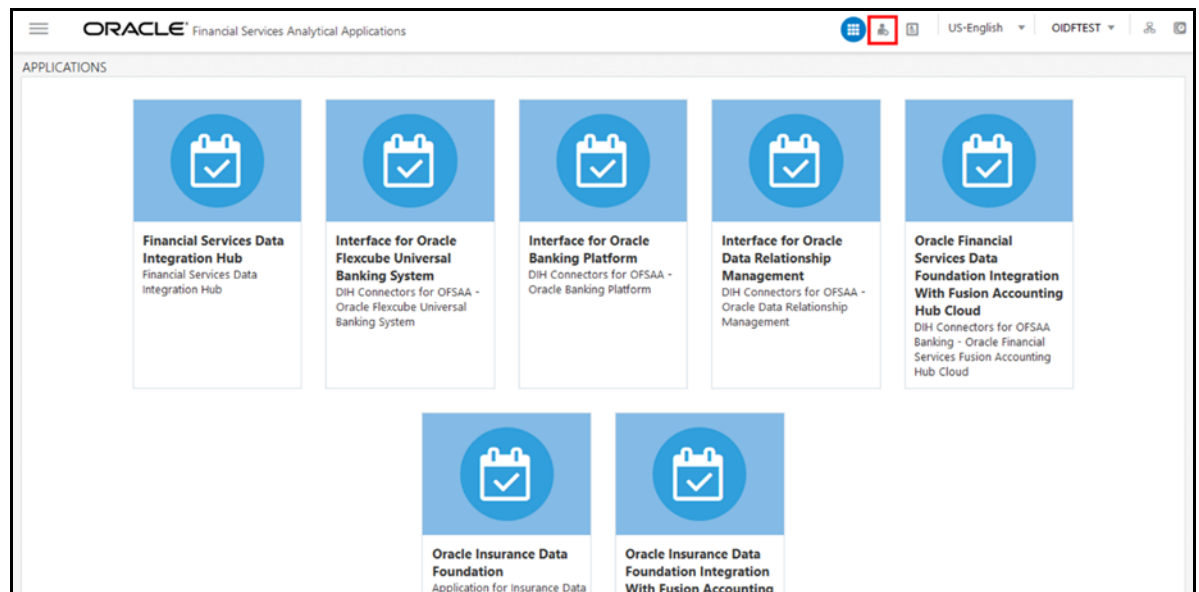 ORACLE® Financial Services Analytical Applications
US-English
OIDFTEST
APPLICATIONS
Financial Services Data
Integration Hub
Financial Services Data
Integration Hub
Interface for Oracle
Flexcube Universal
Banking System
DIH Connectors for OFSAA -
Oracle Flexcube Universal
Banking System
Interface for Oracle
Banking Platform
DIH Connectors for OFSAA -
Oracle Banking Platform
Interface for Oracle
Data Relationship
Management
DIH Connectors for OFSAA -
Oracle Data Relationship
Management
Oracle Financial
Services Data
Foundation Integration
With Fusion Accounting
Hub Cloud
DIH Connectors for OFSAA
Banking - Oracle Financial
Services Fusion Accounting
Hub Cloud
Oracle Insurance Data
Foundation
Application for Insurance Data
Oracle Insurance Data
Foundation Integration
With Fusion Accounting